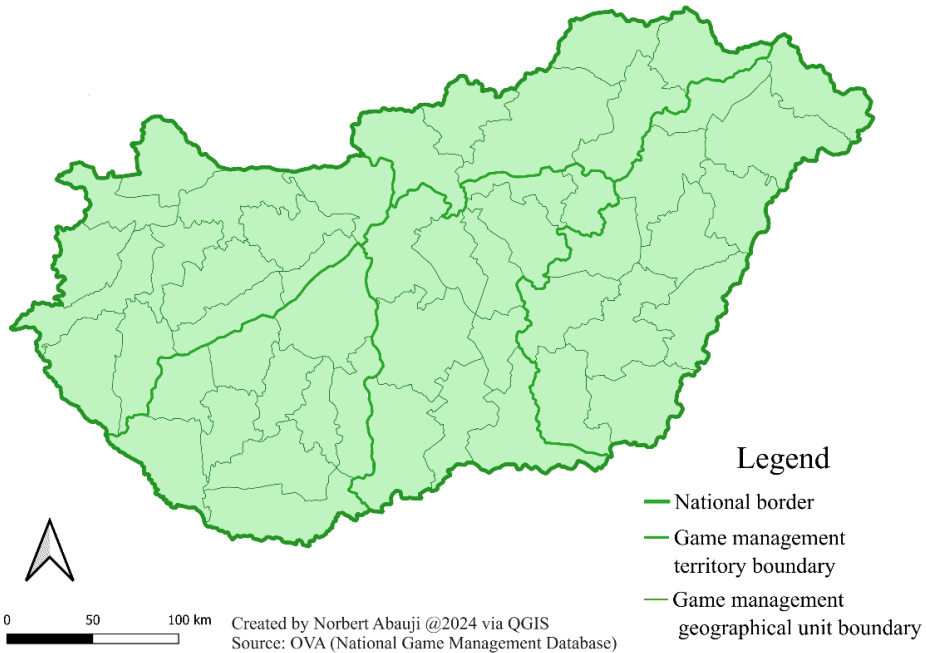 Legend
National border
Game management
territory boundary
Game management
geographical unit boundary
0 50 100 km
Created by Norbert Abauji @2024 via QGIS
Source: OVA (National Game Management Database)